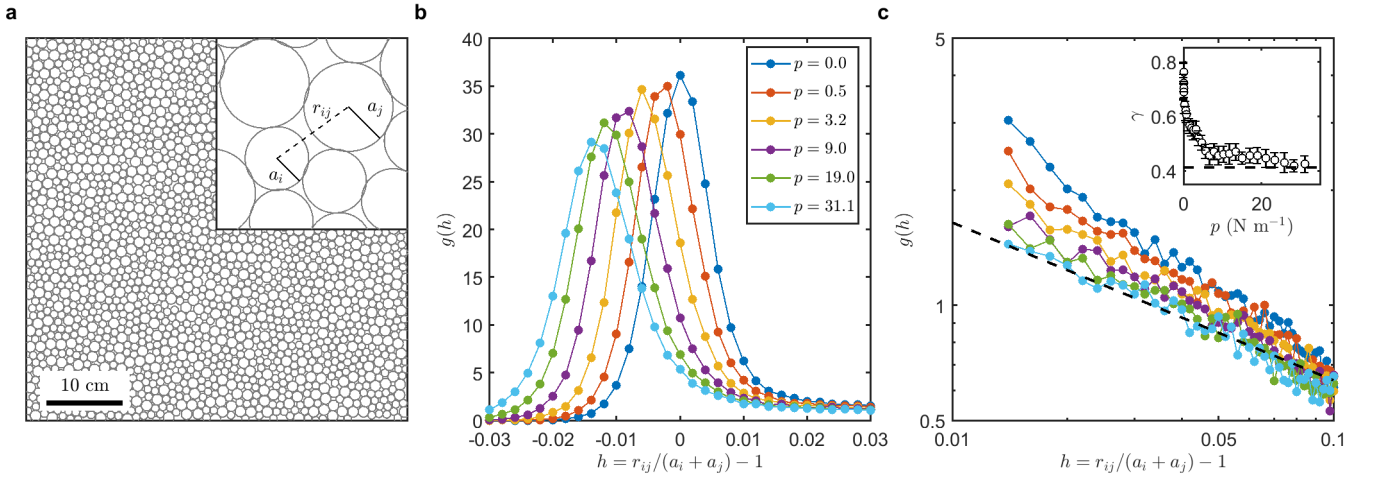 a
r_ij
a_j
a_i
10 cm
b
40
35
30
25
20
15
10
5
0
g(h)
-0.03
-0.02
-0.01
0
0.01
0.02
0.03
h = r_ij/(a_i + a_j) − 1
p = 0.0
p = 0.5
p = 3.2
p = 9.0
p = 19.0
p = 31.1
c
5
1
0.5
g(h)
0.01
0.05
0.1
h = r_ij/(a_i + a_j) − 1
0.8
0.6
0.4
γ
0
20
p (N m⁻¹)